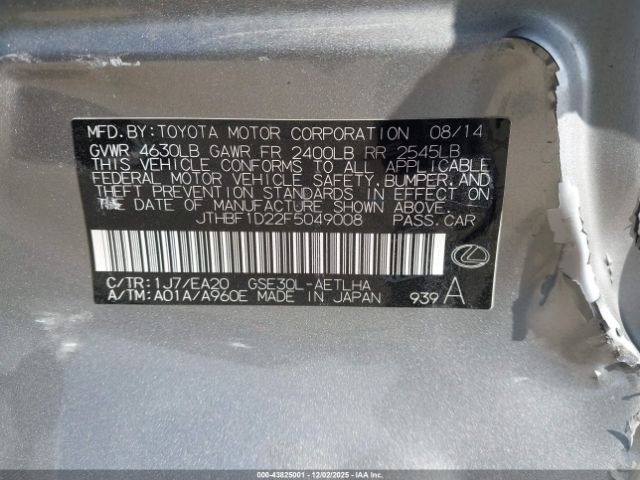 MFD.BY:TOYOTA MOTOR CORPORATION 08/14
GVWR 4630LB GAWR FR 2400LB RR 2545LB
THIS VEHICLE CONFORMS TO ALL APPLICABLE
FEDERAL MOTOR VEHICLE SAFETY,BUMPER,AND
THEFT PREVENTION STANDARDS IN EFFECT ON
THE DATE OF MANUFACTURE SHOWN ABOVE.
JTHBF1D22F5049008 PASS.CAR
C/TR:1J7/EA20 GSE30L-AETLHA
A/TM:A01A/A960E MADE IN JAPAN 939 A
000-43825001 · 12/02/2025 · IAAI.COM